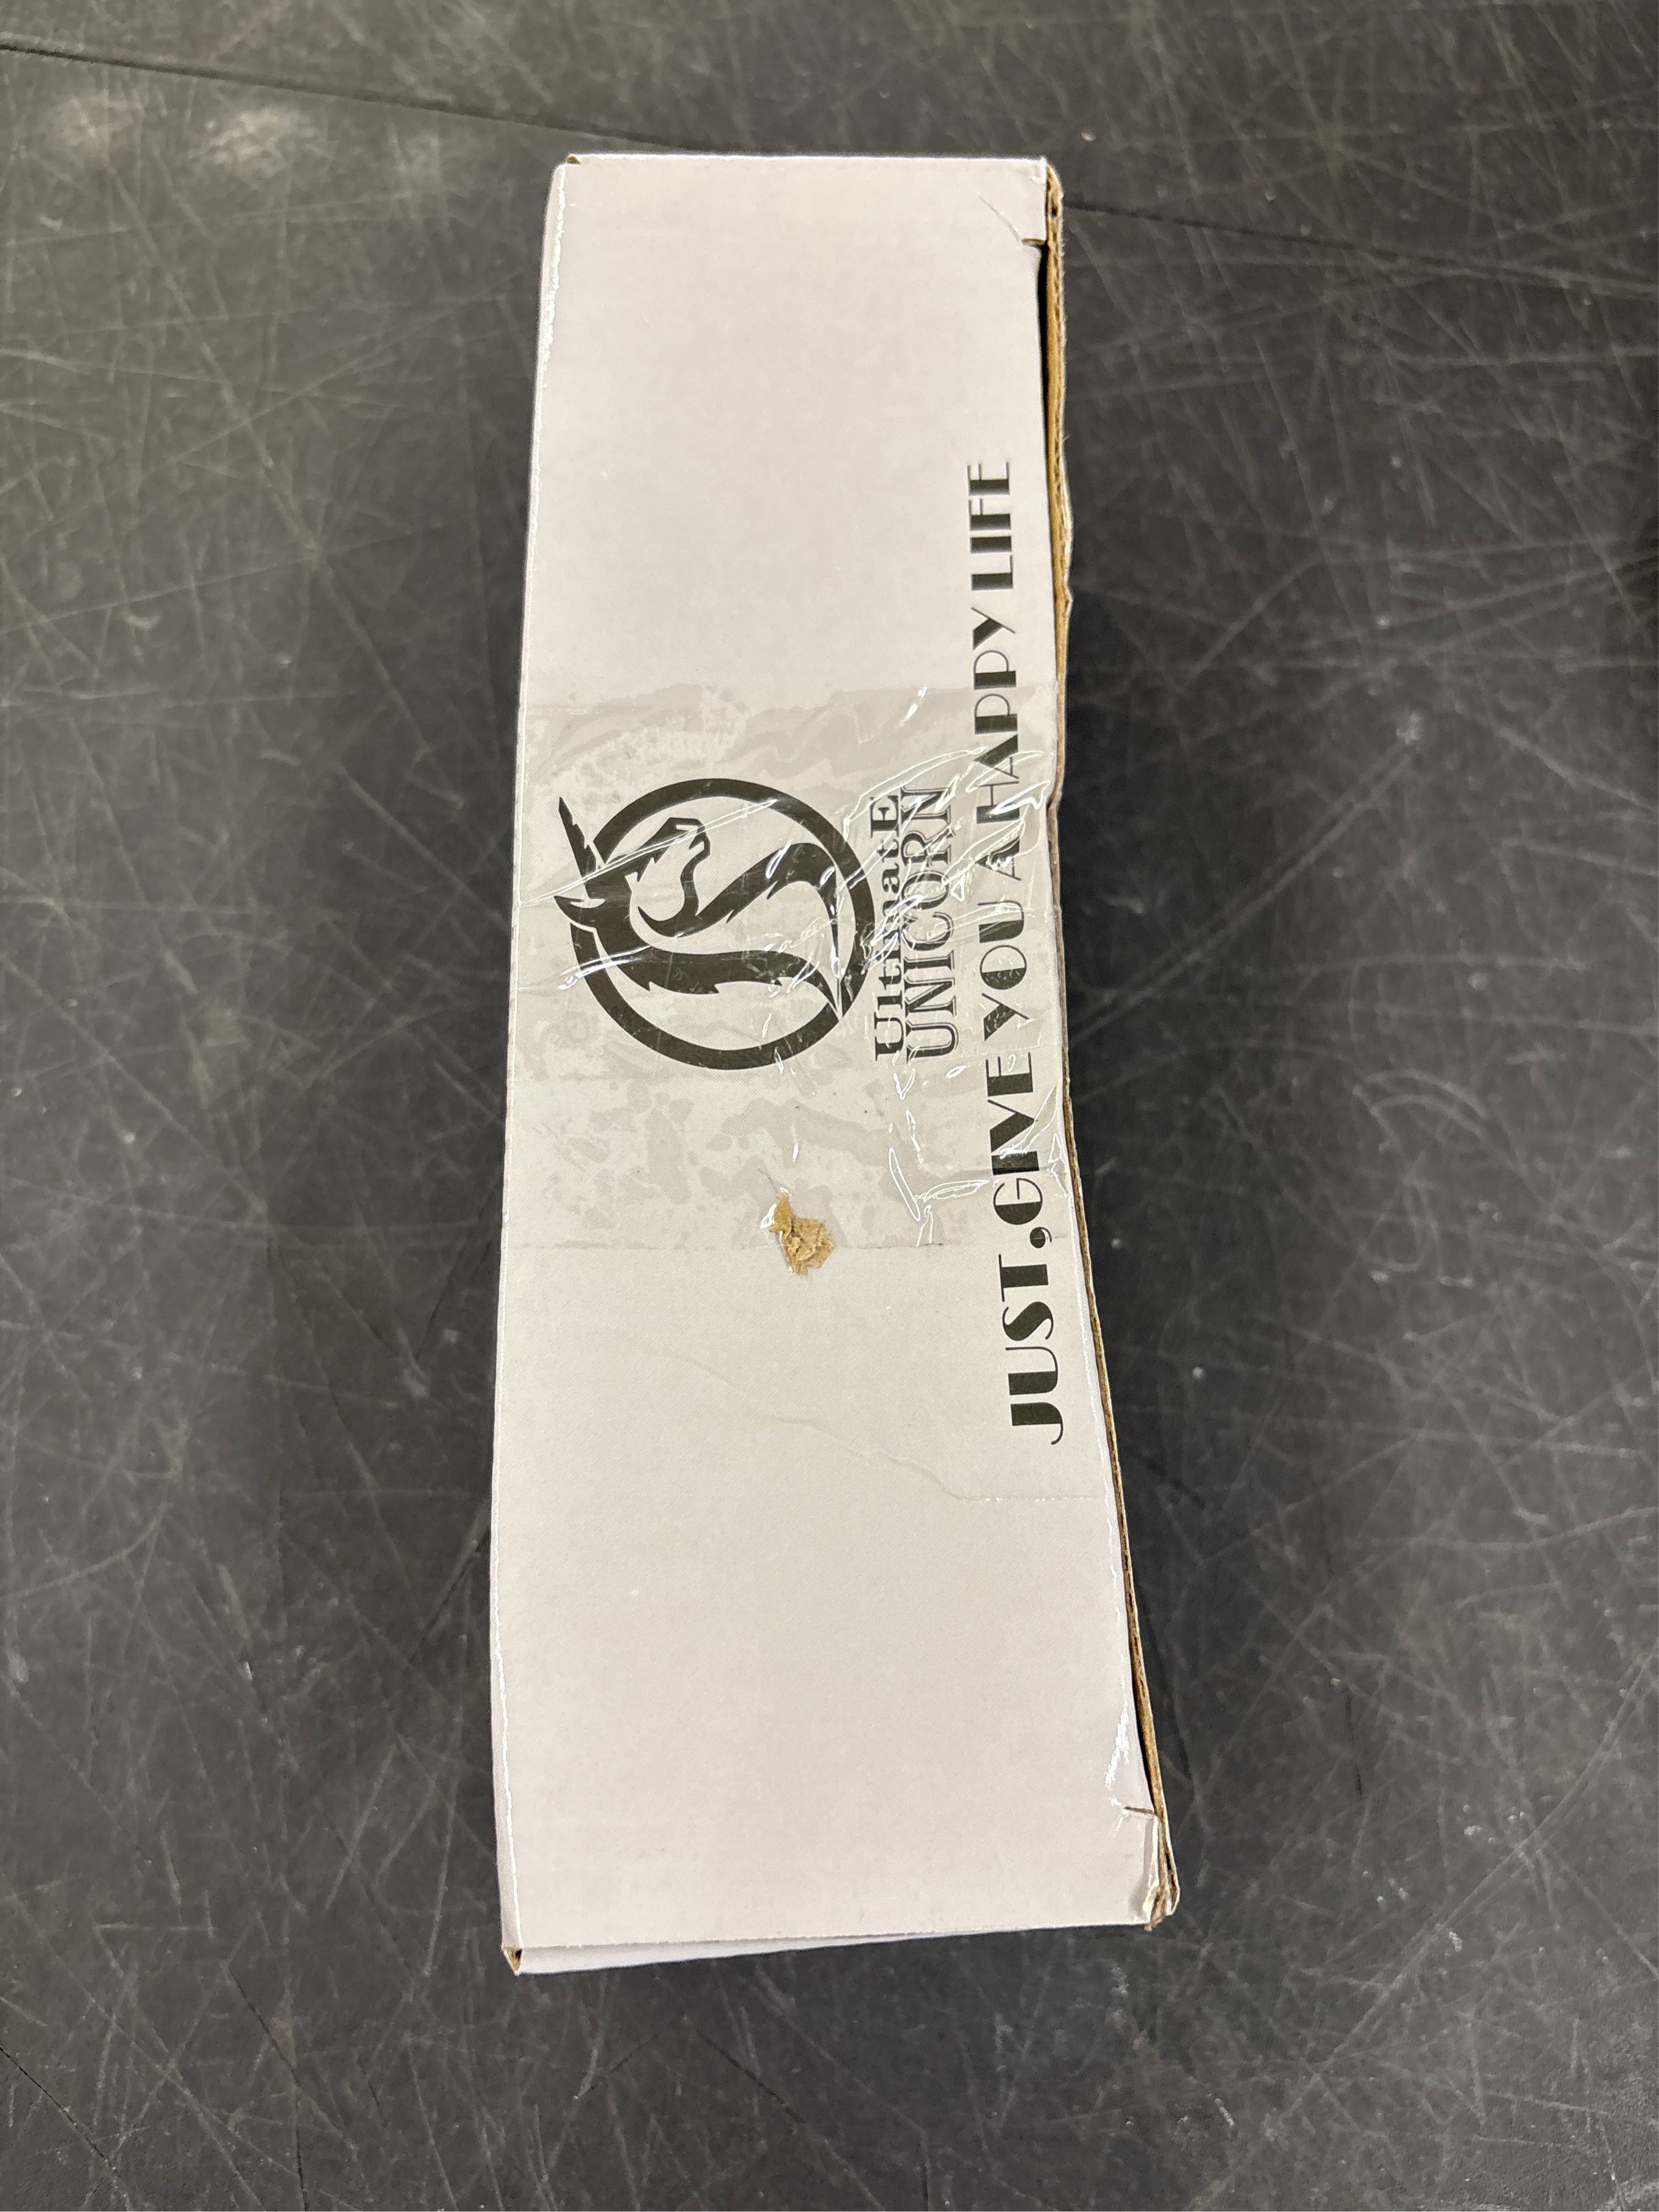 UltimatE
UNICORN
JUST,GIVE YOU A HAPPY LIFE